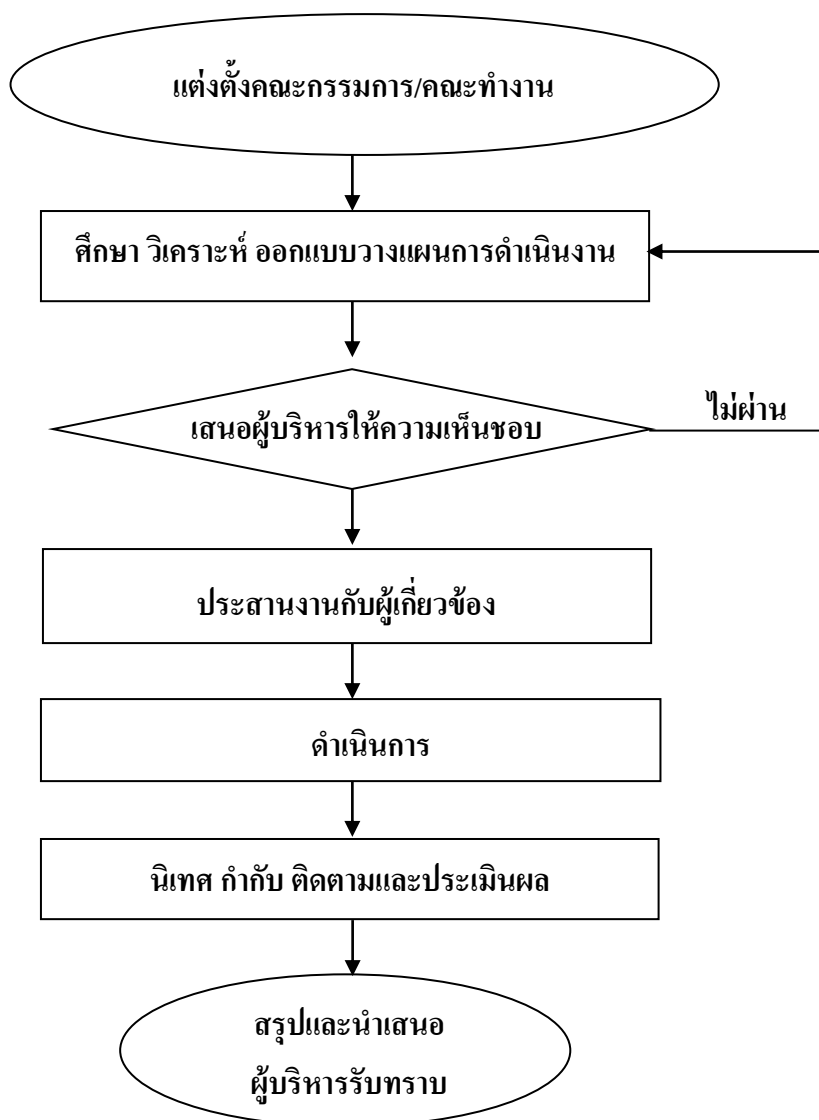 แต่งตั้งคณะกรรมการ/คณะทำงาน
ศึกษา วิเคราะห์ ออกแบบวางแผนการดำเนินงาน
เสนอผู้บริหารให้ความเห็นชอบ
ไม่ผ่าน
ประสานงานกับผู้เกี่ยวข้อง
ดำเนินการ
นิเทศ กำกับ ติดตามและประเมินผล
สรุปและนำเสนอ
ผู้บริหารรับทราบ